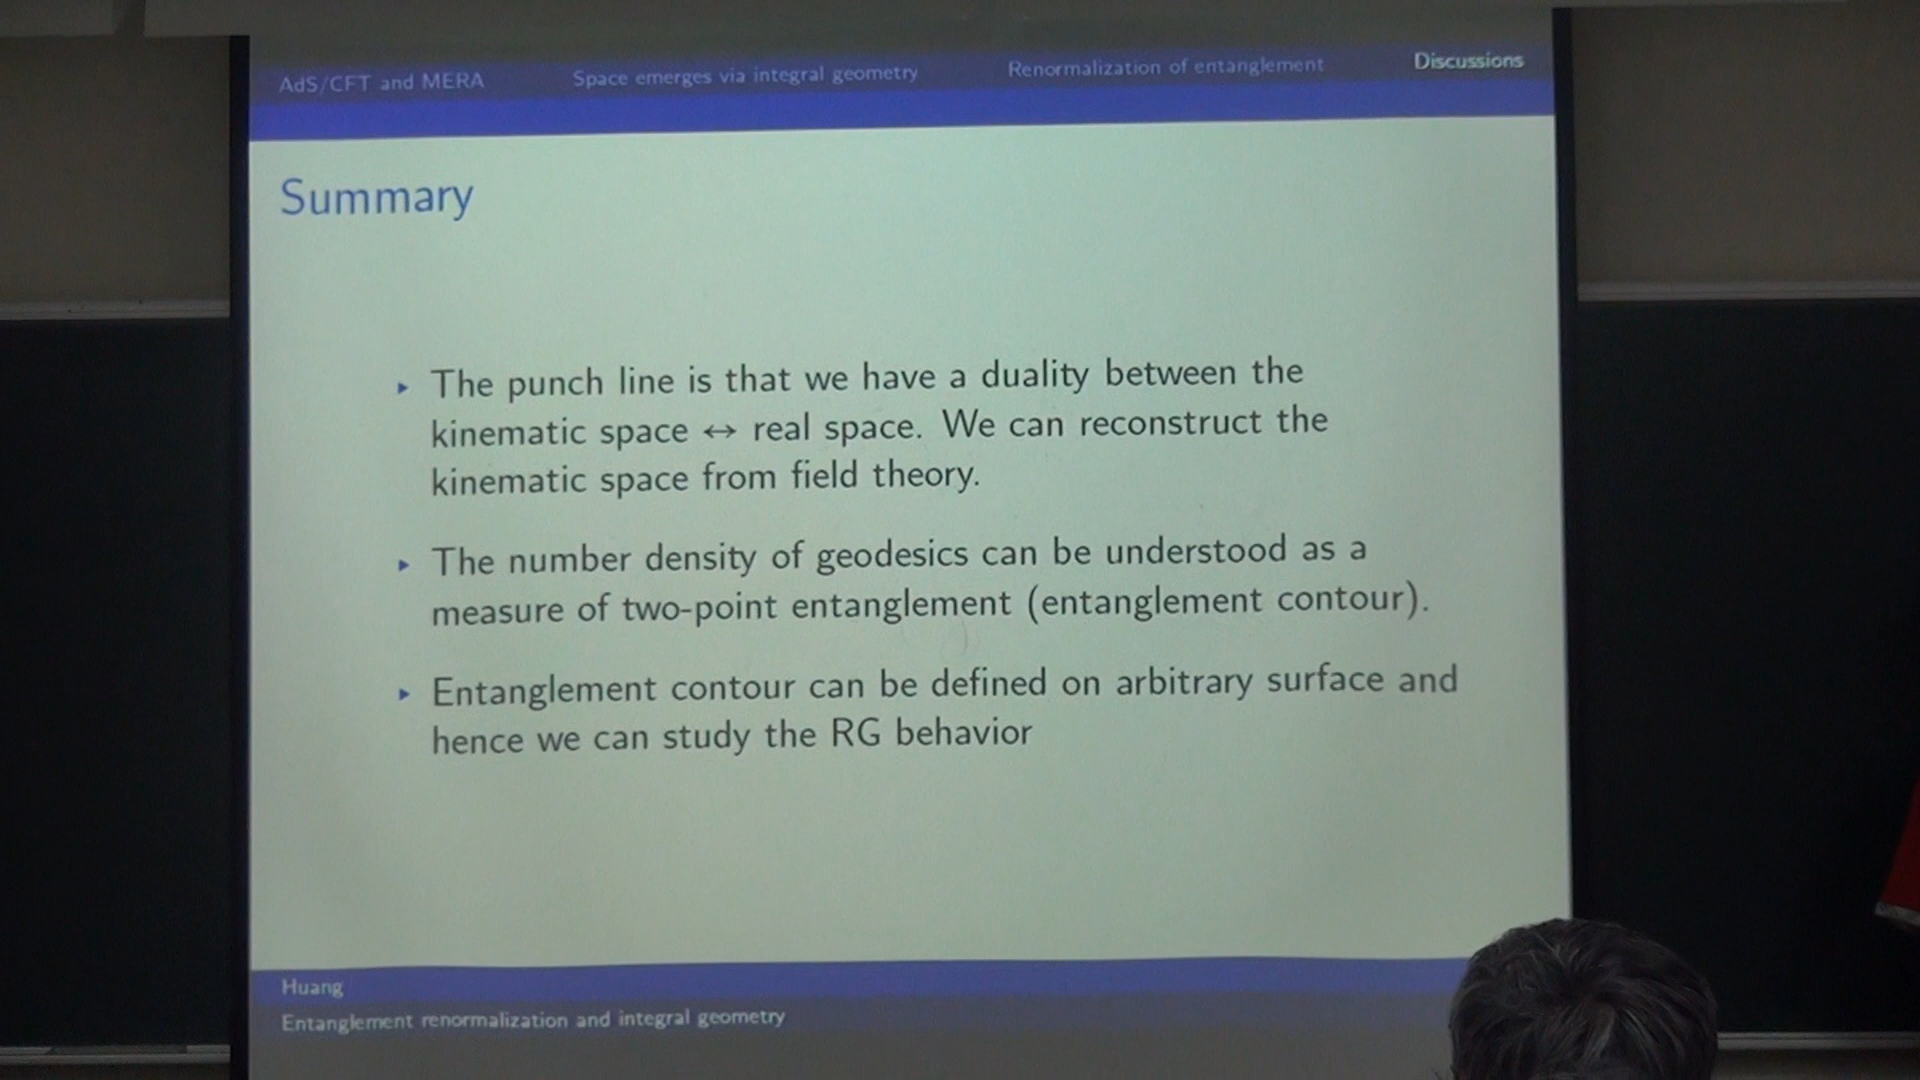 AdS/CFT and MERA Space emerges via integral geometry Renormalization of entanglement Discussions
Summary
▸ The punch line is that we have a duality between the
kinematic space ↔ real space. We can reconstruct the
kinematic space from field theory.
▸ The number density of geodesics can be understood as a
measure of two-point entanglement (entanglement contour).
▸ Entanglement contour can be defined on arbitrary surface and
hence we can study the RG behavior
Huang
Entanglement renormalization and integral geometry